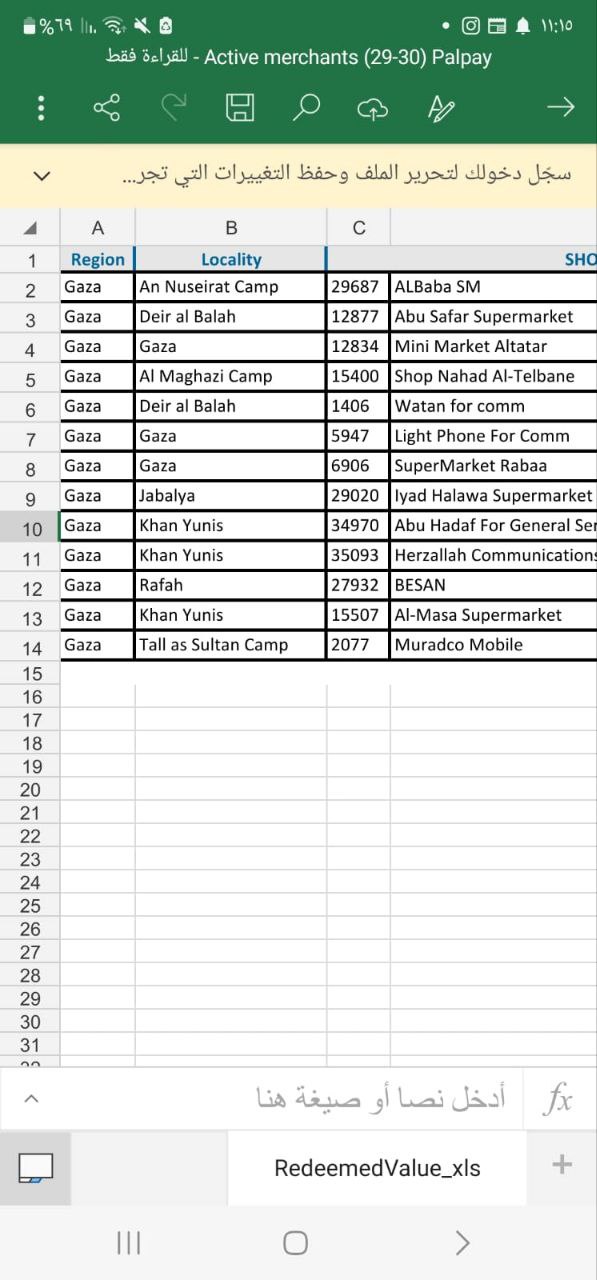 %٦٩ ١١:١٥
Active merchants (29-30) Palpay - للقراءة فقط
سجّل دخولك لتحرير الملف وحفظ التغييرات التي تجر...
A B C
1 Region Locality SHO
2 Gaza An Nuseirat Camp 29687 ALBaba SM
3 Gaza Deir al Balah 12877 Abu Safar Supermarket
4 Gaza Gaza 12834 Mini Market Altatar
5 Gaza Al Maghazi Camp 15400 Shop Nahad Al-Telbane
6 Gaza Deir al Balah 1406 Watan for comm
7 Gaza Gaza 5947 Light Phone For Comm
8 Gaza Gaza 6906 SuperMarket Rabaa
9 Gaza Jabalya 29020 Iyad Halawa Supermarket
10 Gaza Khan Yunis 34970 Abu Hadaf For General Ser
11 Gaza Khan Yunis 35093 Herzallah Communications
12 Gaza Rafah 27932 BESAN
13 Gaza Khan Yunis 15507 Al-Masa Supermarket
14 Gaza Tall as Sultan Camp 2077 Muradco Mobile
15
16
17
18
19
20
21
22
23
24
25
26
27
28
29
30
31
fx أدخل نصا أو صيغة هنا
RedeemedValue_xls